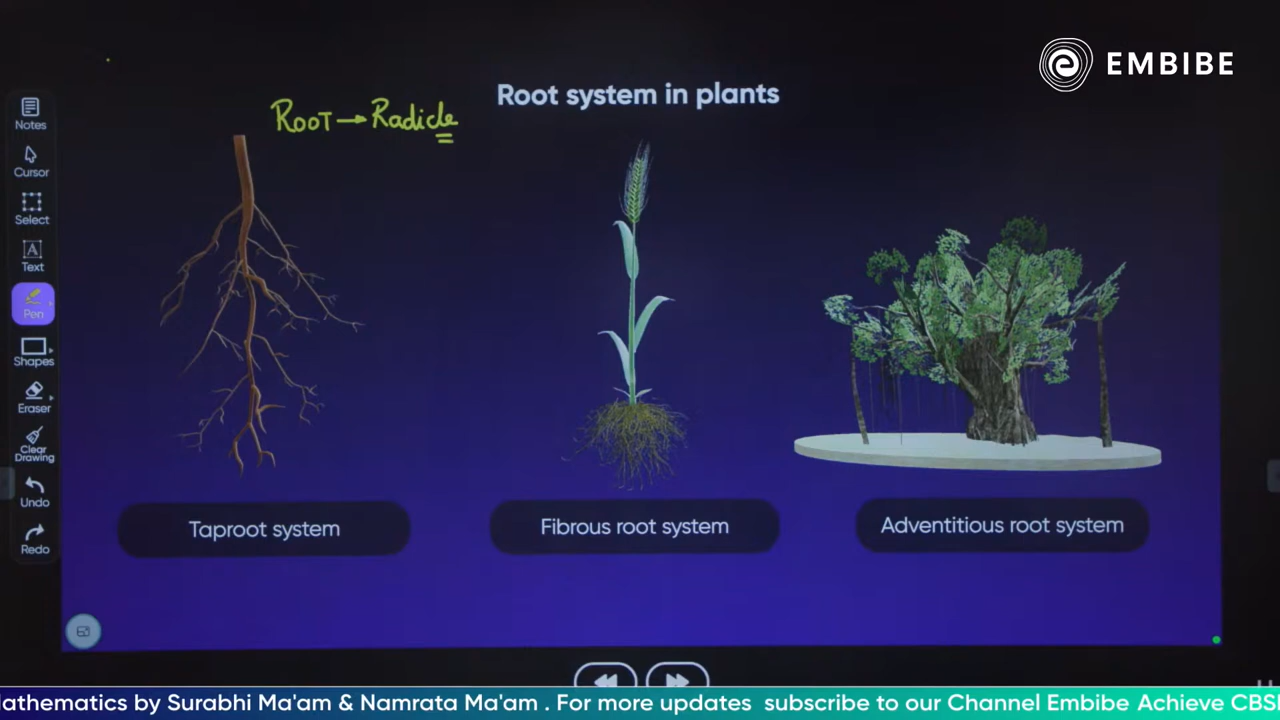 EMBIBE
Root system in plants
ROOT → Radicle
Notes
Cursor
Select
A
Text
Pen
Shapes
Eraser
Clear
Drawing
Undo
Redo
Taproot system
Fibrous root system
Adventitious root system
Mathematics by Surabhi Ma'am & Namrata Ma'am . For more updates subscribe to our Channel Embibe Achieve CBSE